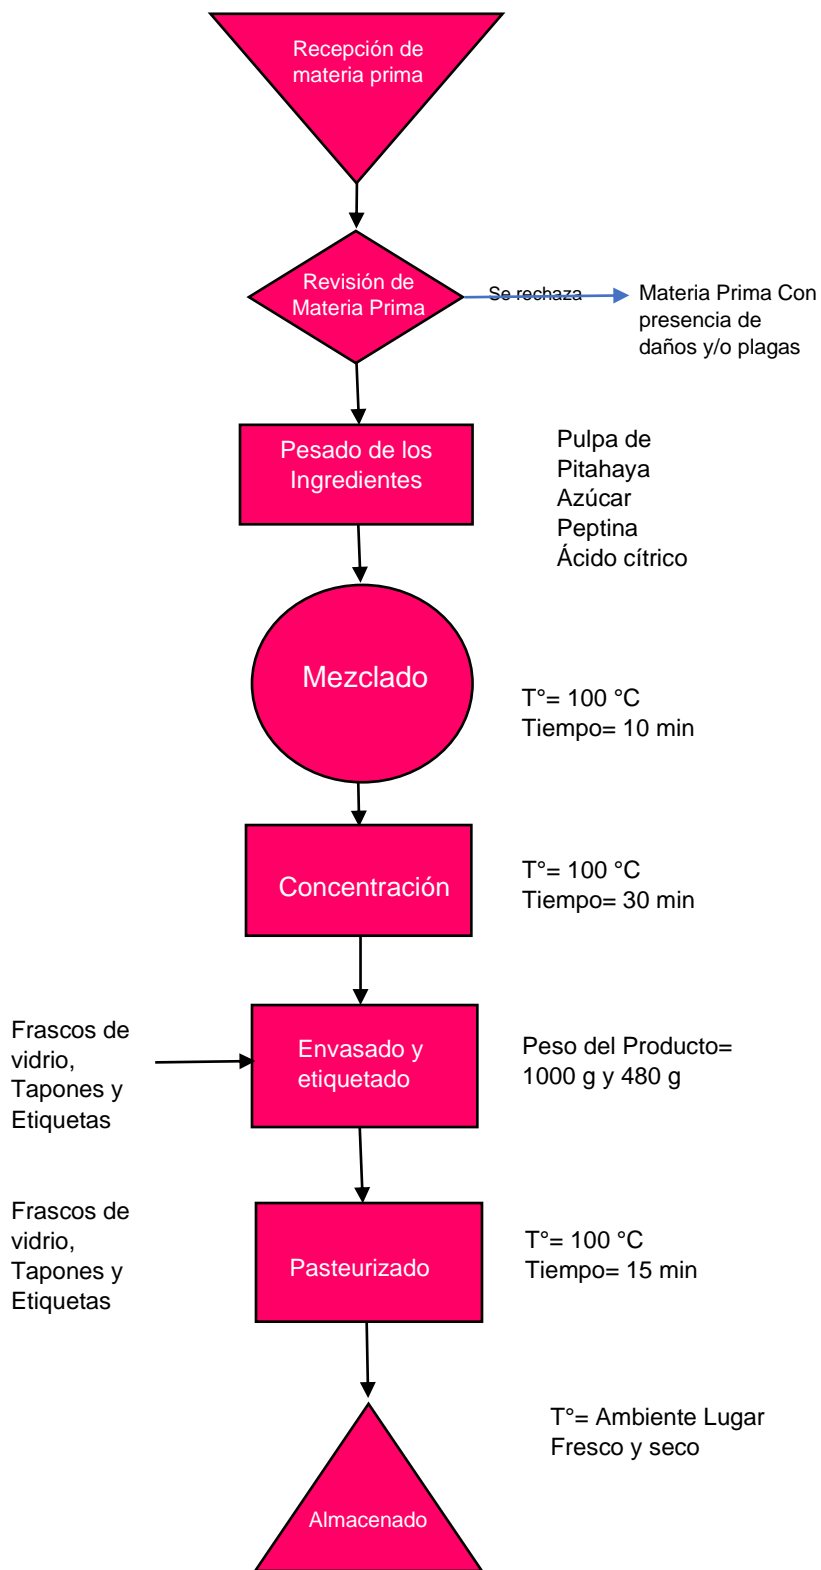 Recepción de
materia prima
Revisión de
Materia Prima
Se rechaza
Materia Prima Con
presencia de
daños y/o plagas
Pesado de los
Ingredientes
Pulpa de
Pitahaya
Azúcar
Peptina
Ácido cítrico
Mezclado
T°= 100 °C
Tiempo= 10 min
Concentración
T°= 100 °C
Tiempo= 30 min
Frascos de
vidrio,
Tapones y
Etiquetas
Envasado y
etiquetado
Peso del Producto=
1000 g y 480 g
Frascos de
vidrio,
Tapones y
Etiquetas
Pasteurizado
T°= 100 °C
Tiempo= 15 min
T°= Ambiente Lugar
Fresco y seco
Almacenado